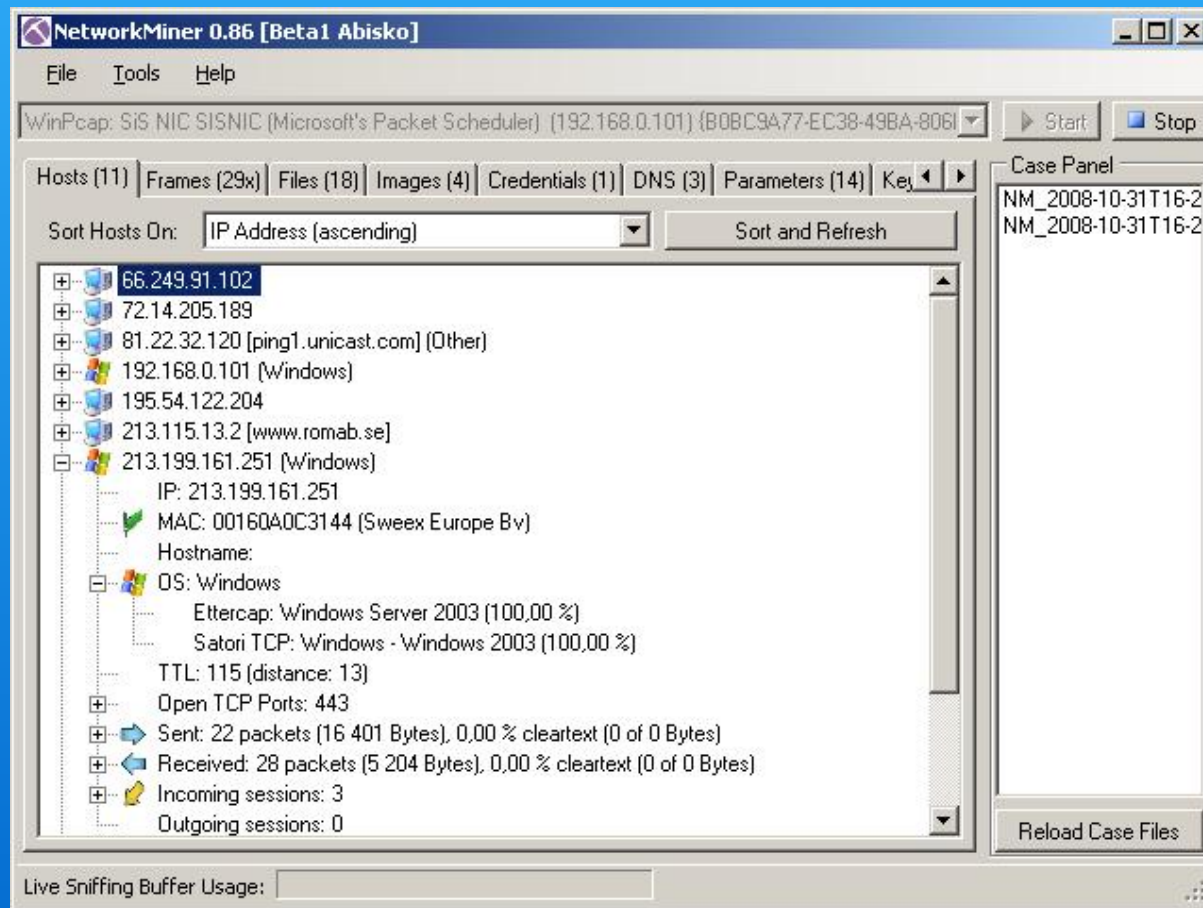 NetworkMiner 0.86 [Beta1 Abisko]
File Tools Help
WinPcap: SiS NIC SISNIC (Microsoft's Packet Scheduler) (192.168.0.101) {B0BC9A77-EC38-49BA-806
Start
Stop
Hosts (11) Frames (29x) Files (18) Images (4) Credentials (1) DNS (3) Parameters (14) Key
Sort Hosts On: IP Address (ascending) Sort and Refresh
66.249.91.102
72.14.205.189
81.22.32.120 [ping1.unicast.com] (Other)
192.168.0.101 (Windows)
195.54.122.204
213.115.13.2 [www.romab.se]
213.199.161.251 (Windows)
IP: 213.199.161.251
MAC: 00160A0C3144 (Sweex Europe Bv)
Hostname:
OS: Windows
Ettercap: Windows Server 2003 (100,00 %)
Satori TCP: Windows - Windows 2003 (100,00 %)
TTL: 115 (distance: 13)
Open TCP Ports: 443
Sent: 22 packets (16 401 Bytes), 0,00 % cleartext (0 of 0 Bytes)
Received: 28 packets (5 204 Bytes), 0,00 % cleartext (0 of 0 Bytes)
Incoming sessions: 3
Outgoing sessions: 0
Case Panel
NM_2008-10-31T16-2
NM_2008-10-31T16-2
Reload Case Files
Live Sniffing Buffer Usage: